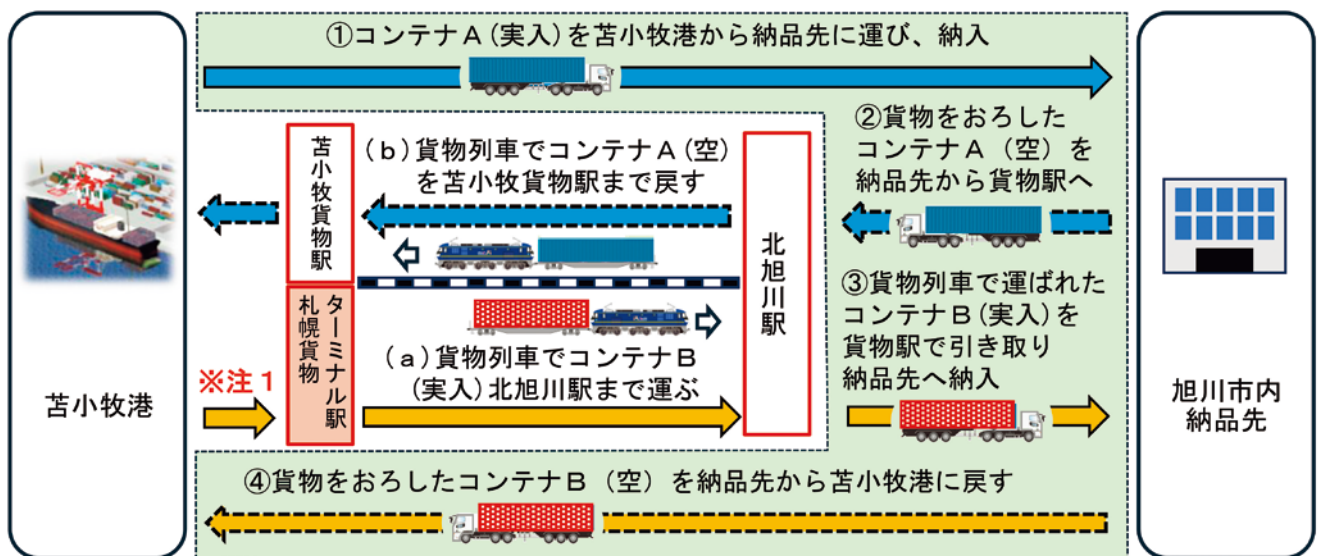 ①コンテナA(実入)を苫小牧港から納品先に運び、納入
苫小牧港
苫小牧貨物駅
(b)貨物列車でコンテナA(空)
を苫小牧貨物駅まで戻す
北旭川駅
②貨物をおろした
コンテナA(空)を
納品先から貨物駅へ
札幌貨物
ターミナル駅
※注1
(a)貨物列車でコンテナB
(実入)北旭川駅まで運ぶ
③貨物列車で運ばれた
コンテナB(実入)を
貨物駅で引き取り
納品先へ納入
旭川市内
納品先
④貨物をおろしたコンテナB(空)を納品先から苫小牧港に戻す